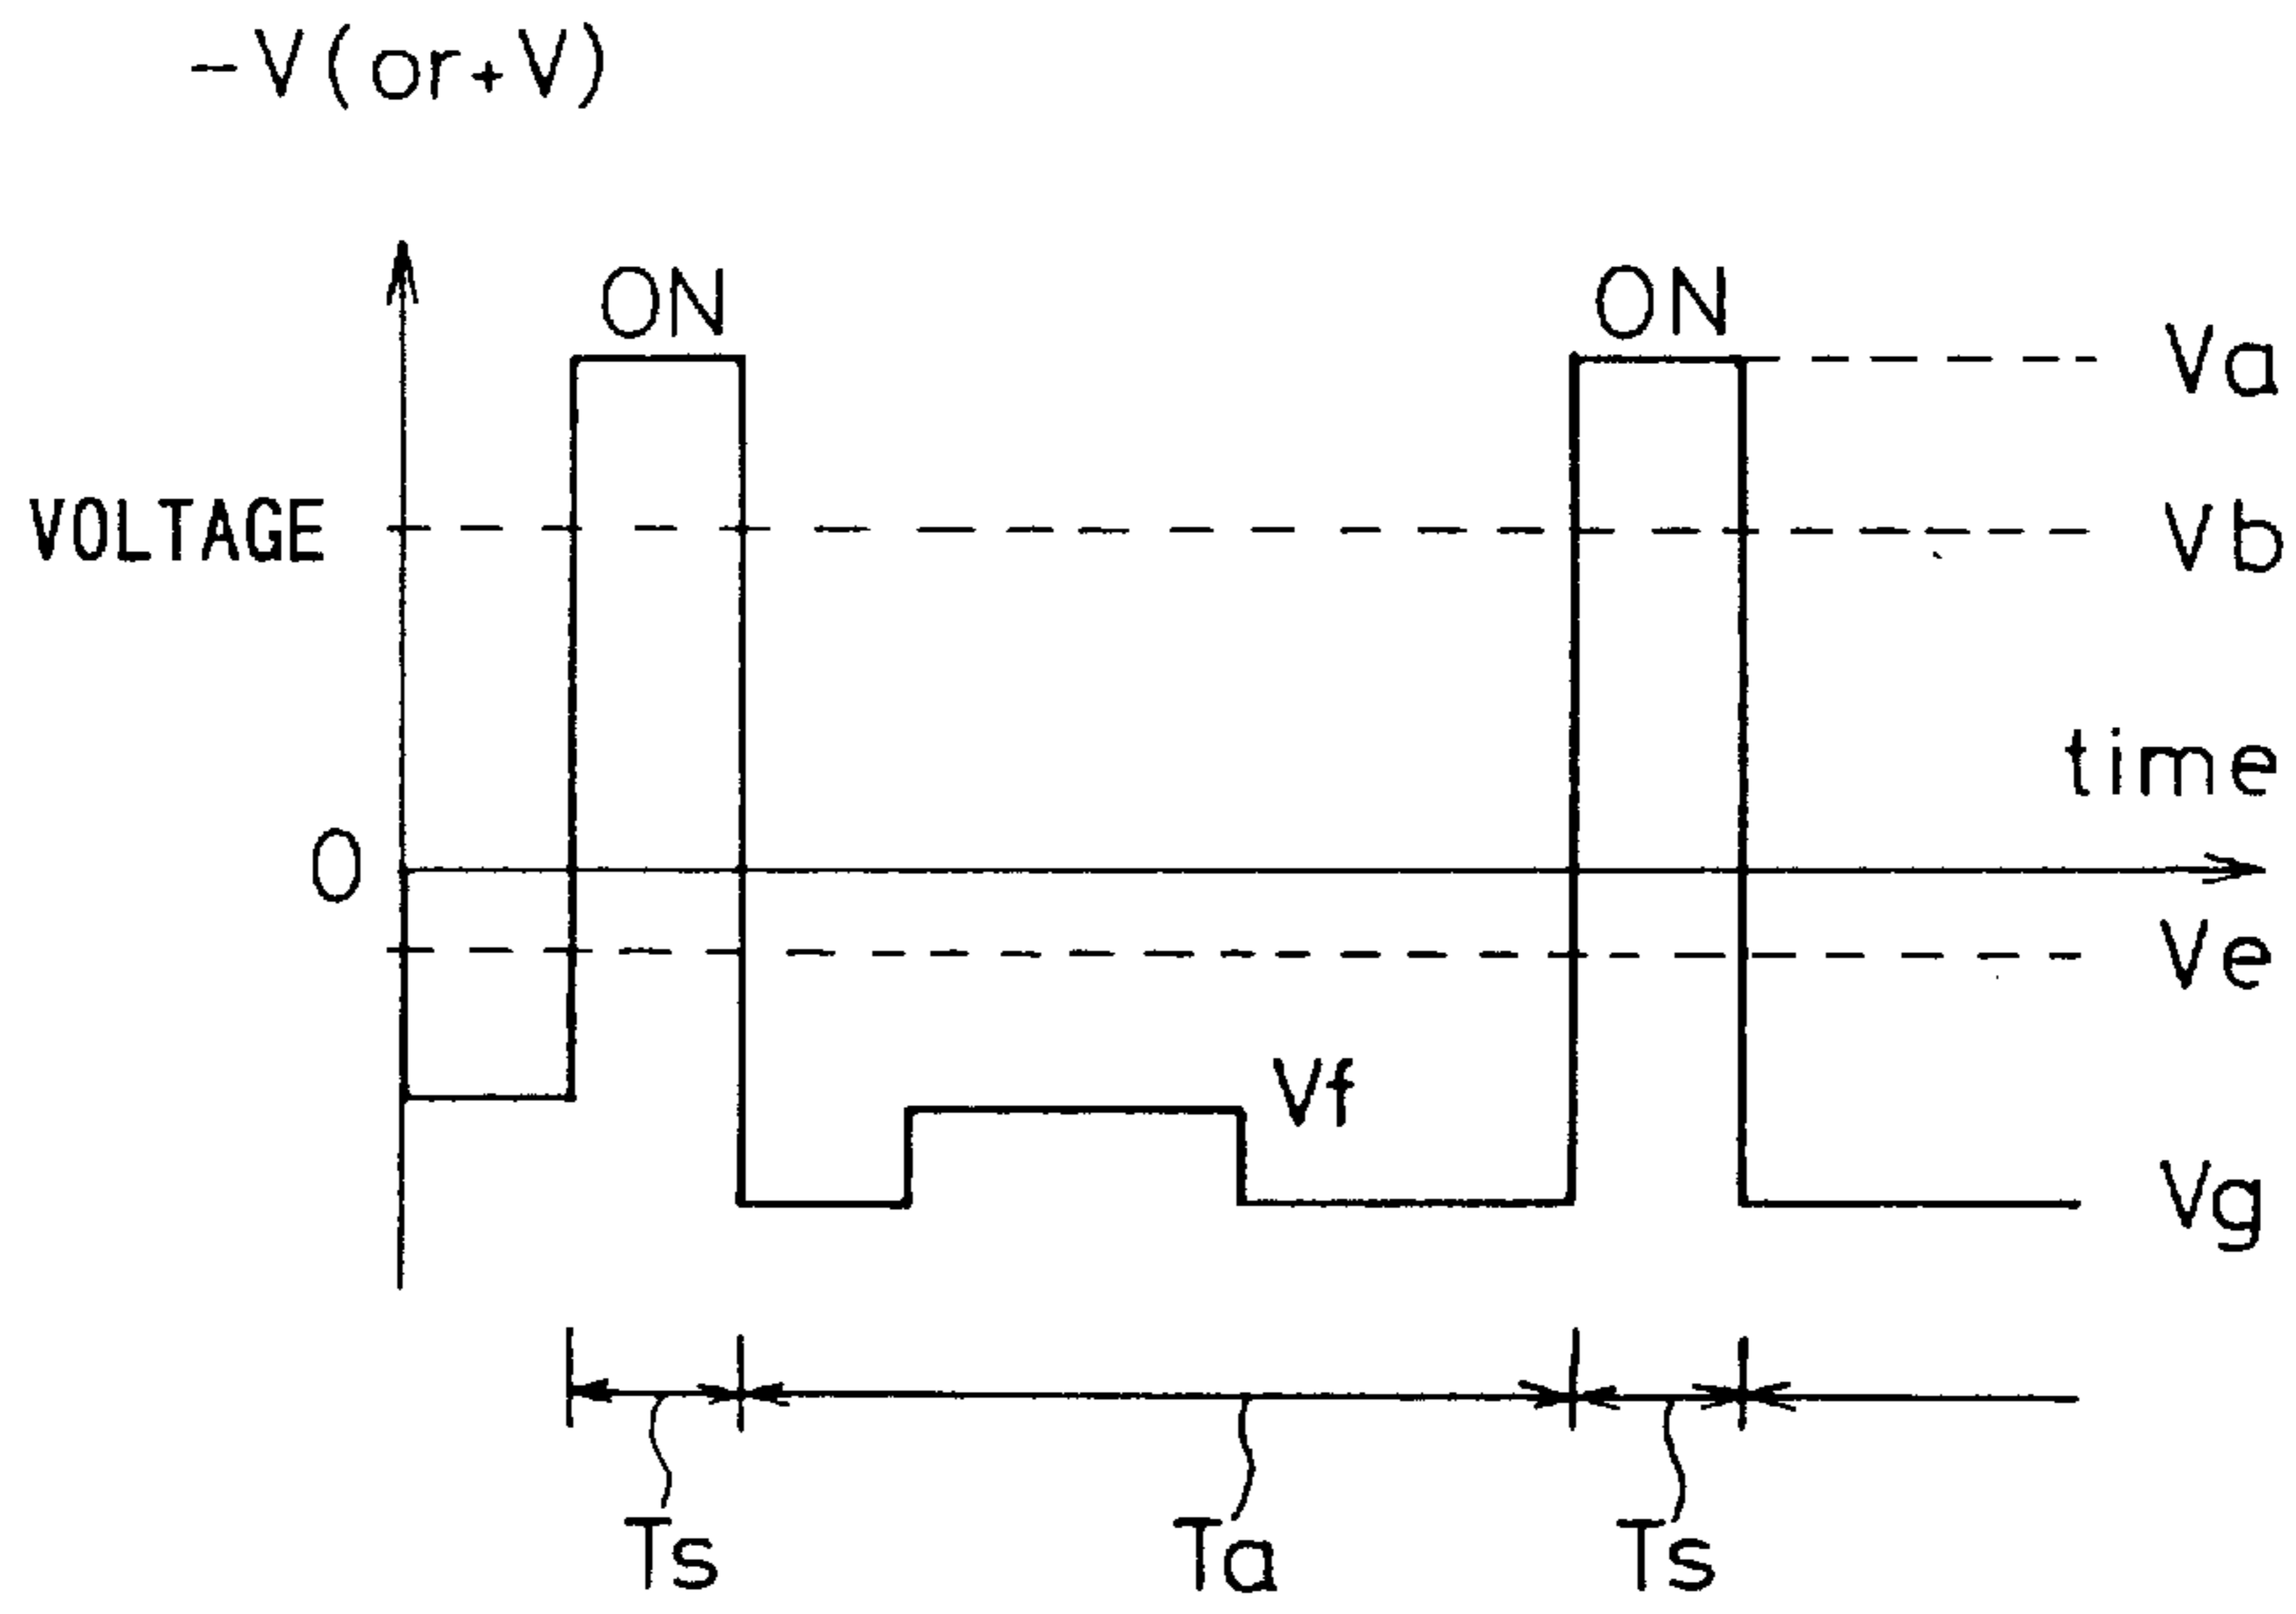 -V(or+V)
ON ON
Va
VOLTAGE Vb
time
0
Ve
Vf
Vg
Ts Ta Ts